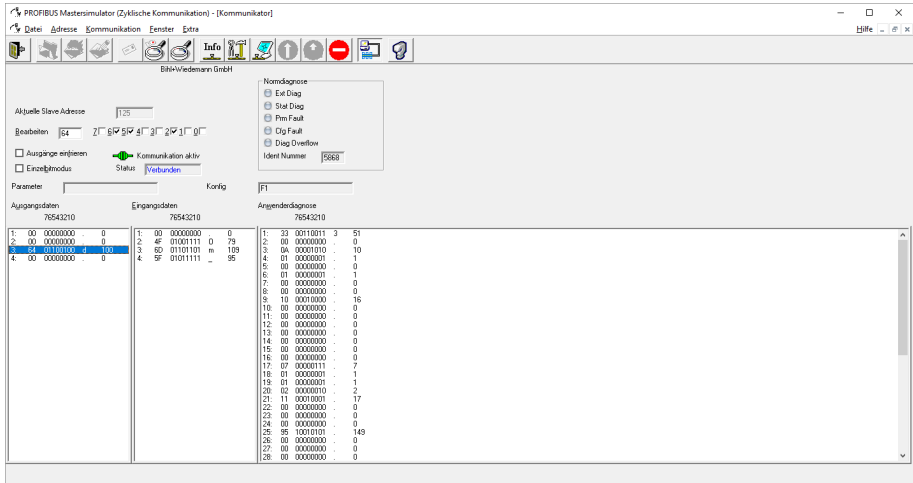 PROFIBUS Mastersimulator (Zyklische Kommunikation) - [Kommunikator]
Datei Adresse Kommunikation Fenster Extra Hilfe
Info
Bihl+Wiedemann GmbH
Normdiagnose
Ext Diag
Stat Diag
Prm Fault
Cfg Fault
Diag Overflow
Ident Nummer 5868
Aktuelle Slave Adresse 125
Bearbeiten 64 7 6 5 4 3 2 1 0
Ausgänge einfrieren Kommunikation aktiv
Einzelbitmodus Status Verbunden
Parameter Konfig F1
Ausgangsdaten Eingangsdaten Anwenderdiagnose
76543210 76543210 76543210
1: 00 00000000 . 0
2: 00 00000000 . 0
3: 64 01100100 d 100
4: 00 00000000 . 0
1: 00 00000000 . 0
2: 4F 01001111 O 79
3: 6D 01101101 m 109
4: 5F 01011111 _ 95
1: 33 00110011 3 51
2: 00 00000000 . 0
3: 0A 00001010 . 10
4: 01 00000001 . 1
5: 00 00000000 . 0
6: 01 00000001 . 1
7: 00 00000000 . 0
8: 00 00000000 . 0
9: 10 00010000 . 16
10: 00 00000000 . 0
11: 00 00000000 . 0
12: 00 00000000 . 0
13: 00 00000000 . 0
14: 00 00000000 . 0
15: 00 00000000 . 0
16: 00 00000000 . 0
17: 07 00000111 . 7
18: 01 00000001 . 1
19: 01 00000001 . 1
20: 02 00000010 . 2
21: 11 00010001 . 17
22: 00 00000000 . 0
23: 00 00000000 . 0
24: 00 00000000 . 0
25: 95 10010101 . 149
26: 00 00000000 . 0
27: 00 00000000 . 0
28: 00 00000000 . 0